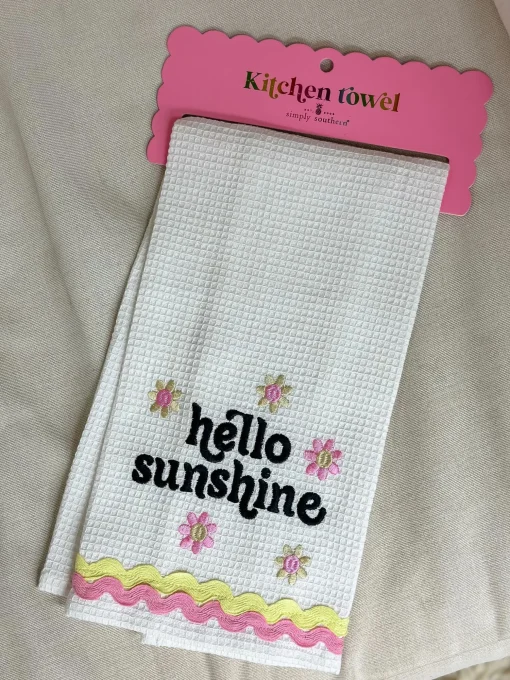 Kitchen towel
simply southern®
hello
sunshine